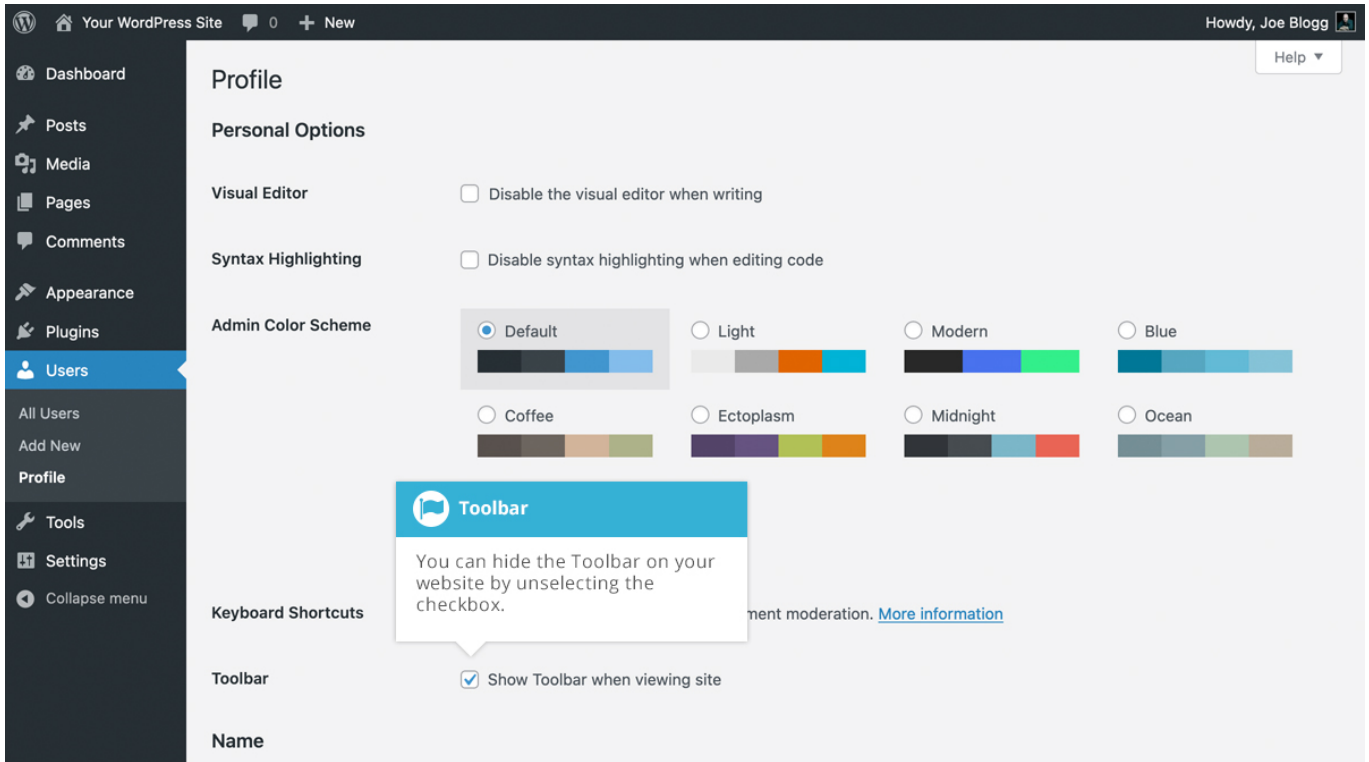 Your WordPress Site 0 + New Howdy, Joe Blogg
Help ▼
Dashboard
Posts
Media
Pages
Comments
Appearance
Plugins
Users
All Users
Add New
Profile
Tools
Settings
Collapse menu
Profile
Personal Options
Visual Editor Disable the visual editor when writing
Syntax Highlighting Disable syntax highlighting when editing code
Admin Color Scheme Default Light Modern Blue
Coffee Ectoplasm Midnight Ocean
Toolbar
You can hide the Toolbar on your
website by unselecting the
checkbox.
Keyboard Shortcuts moderation. More information
Toolbar Show Toolbar when viewing site
Name